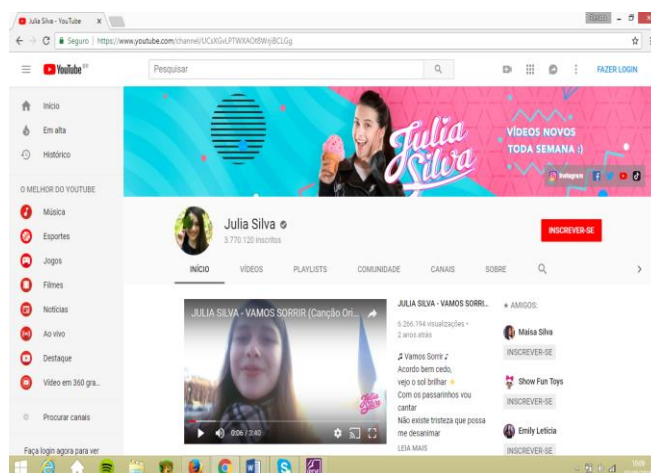 Julia Silva - YouTube
Seguro | https://www.youtube.com/channel/
YouTube BR
Pesquisar
FAZER LOGIN
Início
Em alta
Histórico
O MELHOR DO YOUTUBE
Música
Esportes
Jogos
Filmes
Notícias
Ao vivo
Destaque
Vídeo em 360 gra...
Procurar canais
Faça login agora para ver
Julia Silva
VÍDEOS NOVOS
TODA SEMANA :)
Instagram
Julia Silva
3.770.120 inscritos
INSCREVER-SE
INÍCIO VÍDEOS PLAYLISTS COMUNIDADE CANAIS SOBRE
JULIA SILVA - VAMOS SORRIR (Canção Ori...
0:06 / 3:40
JULIA SILVA - VAMOS SORRI...
6.266.194 visualizações •
2 anos atrás
♫ Vamos Sorrir ♪
Acordo bem cedo,
vejo o sol brilhar
Com os passarinhos vou
cantar
Não existe tristeza que possa
me desanimar
LEIA MAIS
★ AMIGOS:
Maisa Silva
INSCREVER-SE
Show Fun Toys
INSCREVER-SE
Emily Leticia
INSCREVER-SE